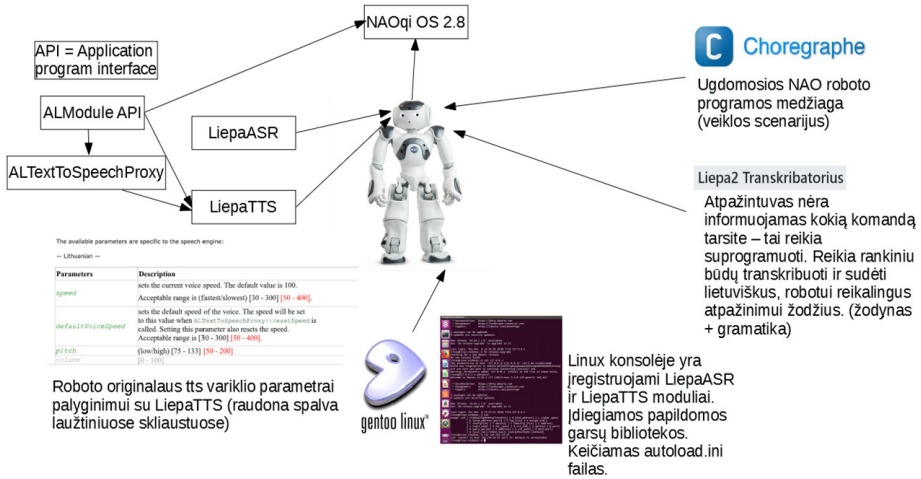 NAOqi OS 2.8
API = Application
program interface
ALModule API
LiepaASR
ALTextToSpeechProxy
LiepaTTS
Choregraphe
Ugdomosios NAO roboto
programos medžiaga
(veiklos scenarijus)
Liepa2 Transkribatorius
Atpažintuvas nėra
informuojamas kokią komandą
tarsite – tai reikia
suprogramuoti. Reikia rankiniu
būdų transkribuoti ir sudėti
lietuviškus, robotui reikalingus
atpažinimui žodžius. (žodynas
+ gramatika)
The available parameters are specific to the speech engine:
— Lithuanian —
Parameters Description
speed sets the current voice speed. The default value is 100.
Acceptable range is (fastest/slowest) [30 - 300] [50 - 400].
defaultVoiceSpeed sets the default speed of the voice. The speed will be set
to this value when ALTextToSpeechProxy::resetSpeed is
called. Setting this parameter also resets the speed.
Acceptable range is [30 - 300] [50 - 400].
pitch (low/high) [75 - 133] [50 - 200]
volume [0 - 100]
Roboto originalaus tts variklio parametrai
palyginimui su LiepaTTS (raudona spalva
laužtiniuose skliaustuose)
gentoo linux™
Linux konsolėje yra
įregistruojami LiepaASR
ir LiepaTTS moduliai.
Įdiegiamos papildomos
garsų bibliotekos.
Keičiamas autoload.ini
failas.